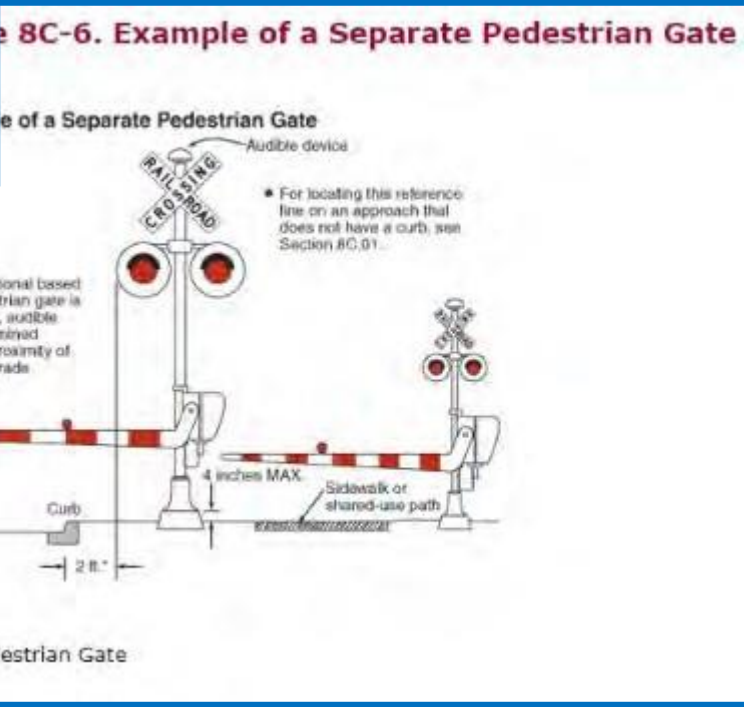 e 8C-6. Example of a Separate Pedestrian Gate
e of a Separate Pedestrian Gate
Audible device
RAIL ROAD
CROSSING
* For locating this reference
line on an approach that
does not have a curb, see
Section 8C.01.
ional based
trian gate is
, audible
mined
roximity of
rade
4 inches MAX.
Sidewalk or
shared-use path
Curb
2 ft.*
estrian Gate